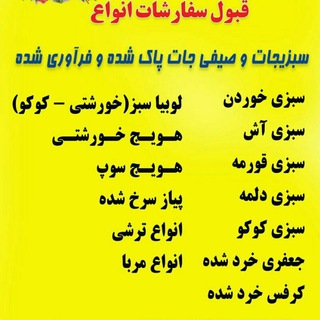 قبول سفارشات انواع
سبزیجات و صیفی جات پاک شده و فرآوری شده
سبزی خوردن
سبزی آش
سبزی قورمه
سبزی دلمه
سبزی کوکو
جعفری خرد شده
کرفس خرد شده
لوبیا سبز(خورشتی - کوکو)
هویج خورشتی
هویج سوپ
پیاز سرخ شده
انواع ترشی
انواع مربا